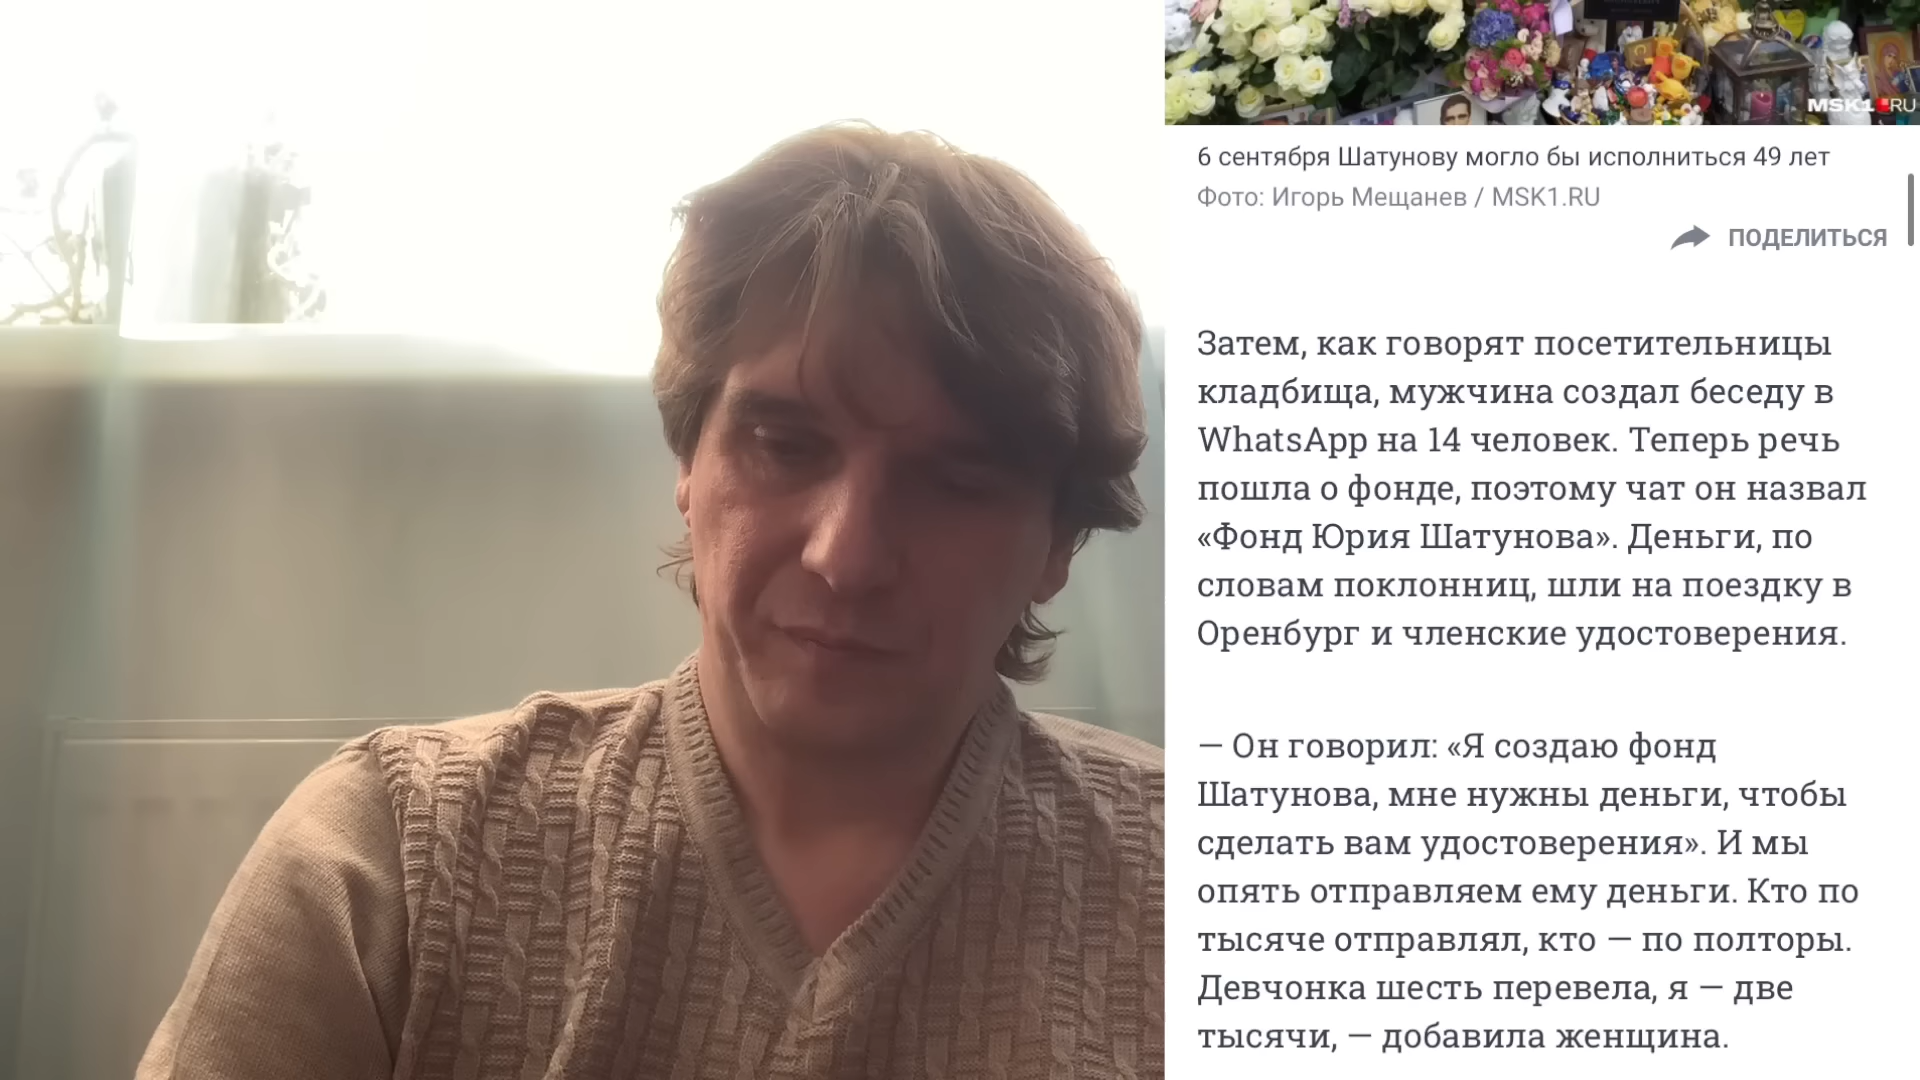 MSK1.RU
6 сентября Шатунову могло бы исполниться 49 лет
Фото: Игорь Мещанев / MSK1.RU
ПОДЕЛИТЬСЯ
Затем, как говорят посетительницы
кладбища, мужчина создал беседу в
WhatsApp на 14 человек. Теперь речь
пошла о фонде, поэтому чат он назвал
«Фонд Юрия Шатунова». Деньги, по
словам поклонниц, шли на поездку в
Оренбург и членские удостоверения.
— Он говорил: «Я создаю фонд
Шатунова, мне нужны деньги, чтобы
сделать вам удостоверения». И мы
опять отправляем ему деньги. Кто по
тысяче отправлял, кто — по полторы.
Девчонка шесть перевела, я — две
тысячи, — добавила женщина.